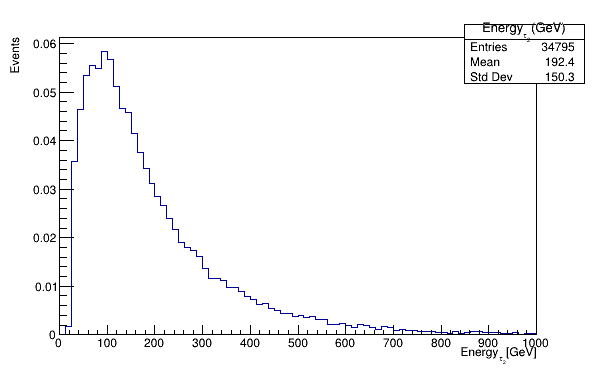 Energy_τ₂ (GeV)
Entries 34795
Mean 192.4
Std Dev 150.3
Events
0.06
0.05
0.04
0.03
0.02
0.01
0
0 100 200 300 400 500 600 700 800 900 1000
Energy_τ₂ [GeV]